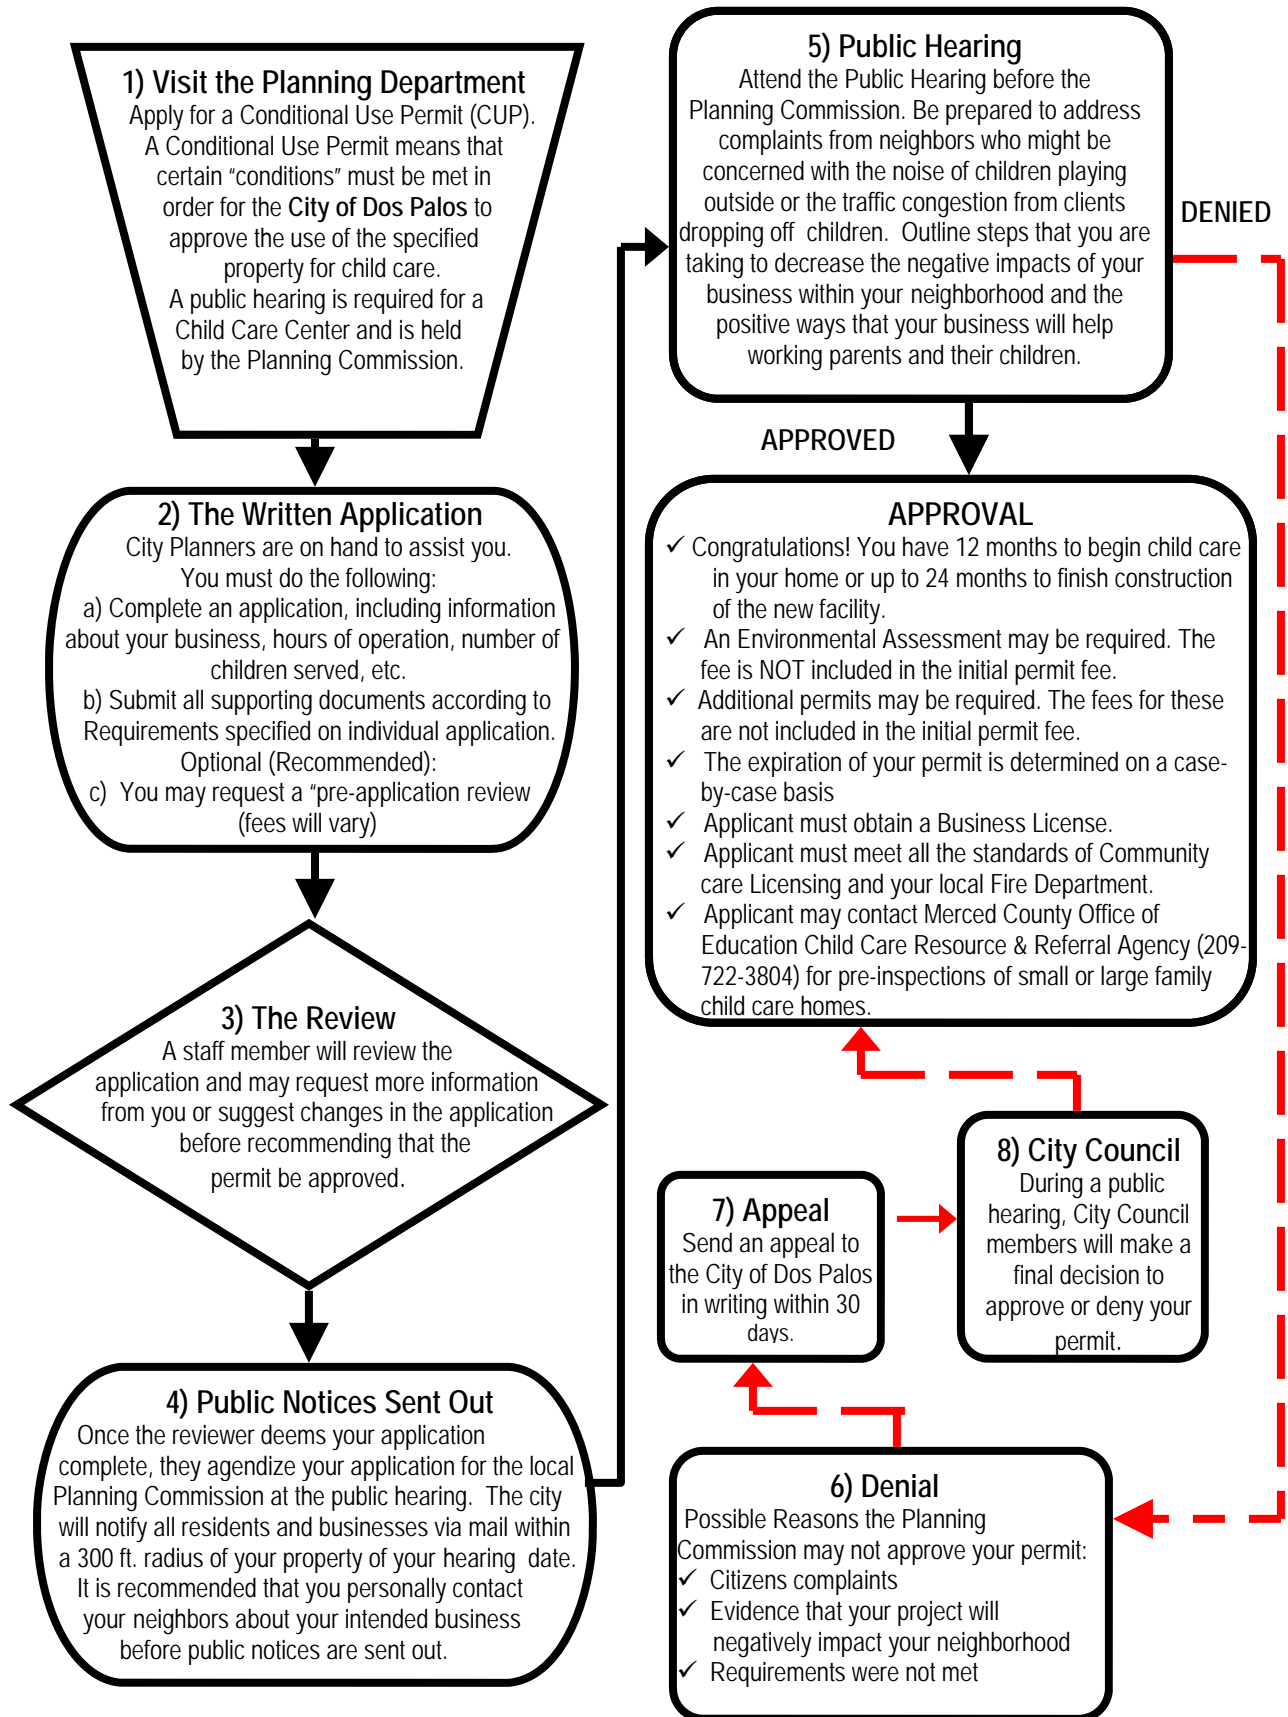 1) Visit the Planning Department
Apply for a Conditional Use Permit (CUP).
A Conditional Use Permit means that
certain “conditions” must be met in
order for the City of Dos Palos to
approve the use of the specified
property for child care.
A public hearing is required for a
Child Care Center and is held
by the Planning Commission.
2) The Written Application
City Planners are on hand to assist you.
You must do the following:
a) Complete an application, including information
about your business, hours of operation, number of
children served, etc.
b) Submit all supporting documents according to
Requirements specified on individual application.
Optional (Recommended):
c) You may request a “pre-application review
(fees will vary)
3) The Review
A staff member will review the
application and may request more information
from you or suggest changes in the application
before recommending that the
permit be approved.
4) Public Notices Sent Out
Once the reviewer deems your application
complete, they agendize your application for the local
Planning Commission at the public hearing. The city
will notify all residents and businesses via mail within
a 300 ft. radius of your property of your hearing date.
It is recommended that you personally contact
your neighbors about your intended business
before public notices are sent out.
5) Public Hearing
Attend the Public Hearing before the
Planning Commission. Be prepared to address
complaints from neighbors who might be
concerned with the noise of children playing
outside or the traffic congestion from clients
dropping off children. Outline steps that you are
taking to decrease the negative impacts of your
business within your neighborhood and the
positive ways that your business will help
working parents and their children.
DENIED
APPROVED
APPROVAL
✓ Congratulations! You have 12 months to begin child care
in your home or up to 24 months to finish construction
of the new facility.
✓ An Environmental Assessment may be required. The
fee is NOT included in the initial permit fee.
✓ Additional permits may be required. The fees for these
are not included in the initial permit fee.
✓ The expiration of your permit is determined on a case-
by-case basis
✓ Applicant must obtain a Business License.
✓ Applicant must meet all the standards of Community
care Licensing and your local Fire Department.
✓ Applicant may contact Merced County Office of
Education Child Care Resource & Referral Agency (209-
722-3804) for pre-inspections of small or large family
child care homes.
6) Denial
Possible Reasons the Planning
Commission may not approve your permit:
✓ Citizens complaints
✓ Evidence that your project will
negatively impact your neighborhood
✓ Requirements were not met
7) Appeal
Send an appeal to
the City of Dos Palos
in writing within 30
days.
8) City Council
During a public
hearing, City Council
members will make a
final decision to
approve or deny your
permit.